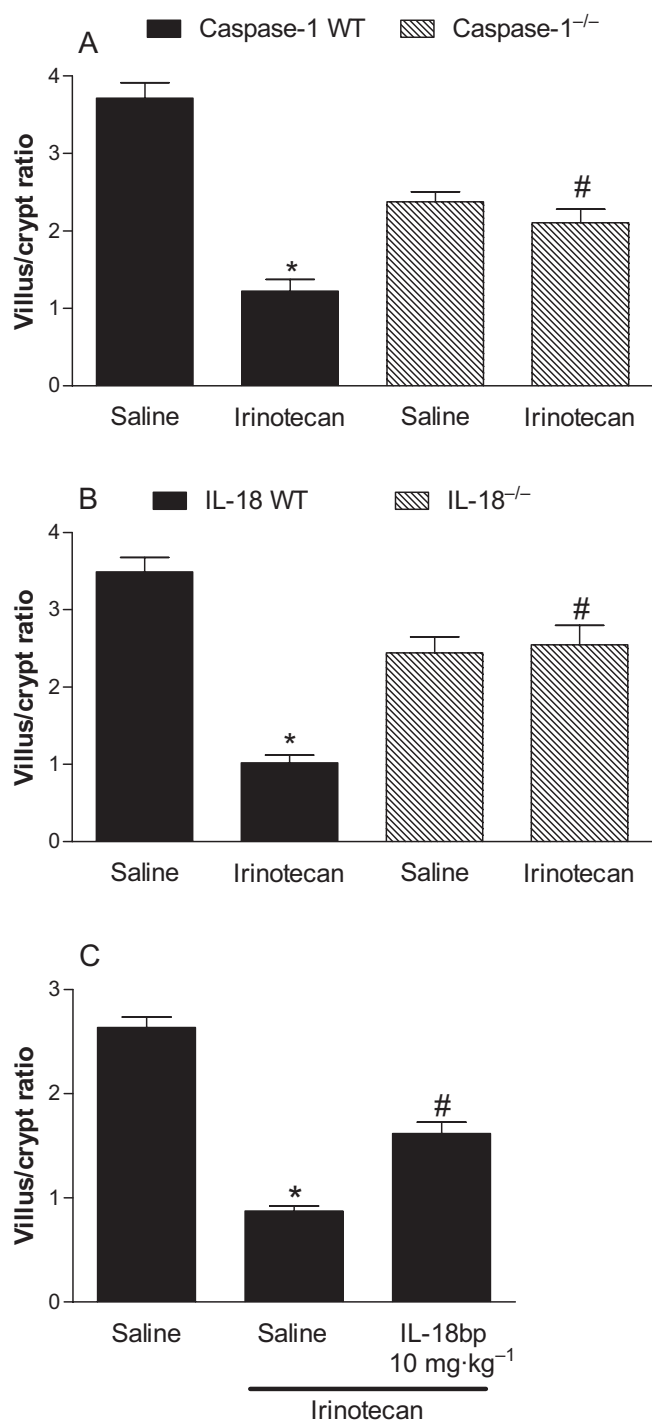 A
Caspase-1 WT
Caspase-1⁻/⁻
Villus/crypt ratio
4
3
2
1
0
*
#
Saline
Irinotecan
Saline
Irinotecan
B
IL-18 WT
IL-18⁻/⁻
Villus/crypt ratio
4
3
2
1
0
*
#
Saline
Irinotecan
Saline
Irinotecan
C
Villus/crypt ratio
3
2
1
0
*
#
Saline
Saline
IL-18bp
10 mg·kg⁻¹
Irinotecan